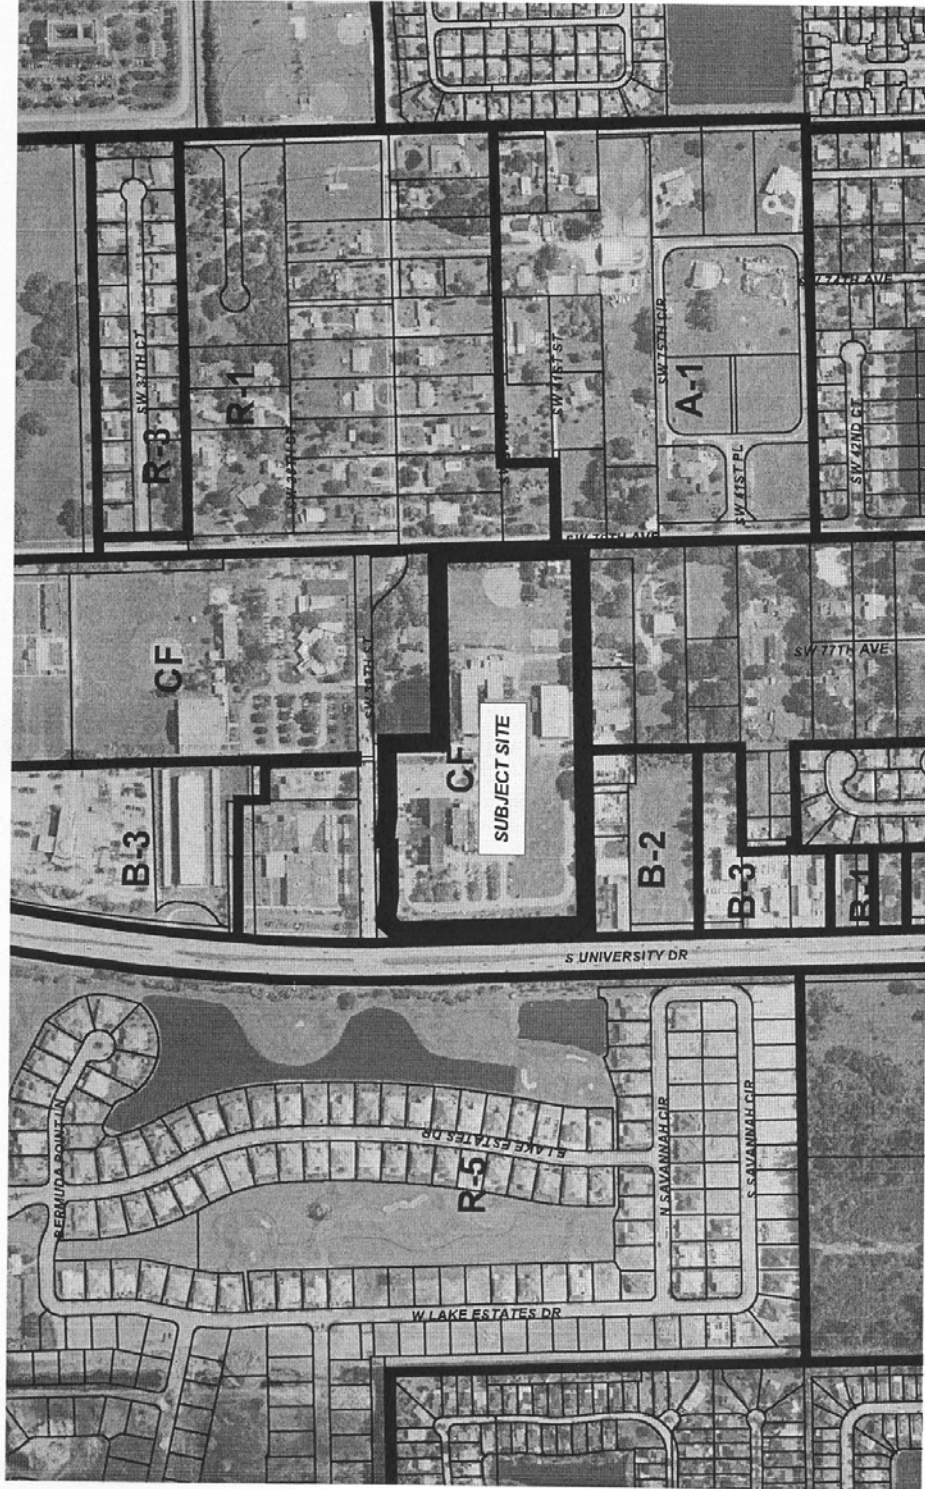 SW 37TH CT
R-3
R-1
SW 41ST ST
SW 75TH CIR
A-1
SW 41ST PL
SW 42ND CT
SW 76TH AVE
CF
SW 77TH AVE
CF
SUBJECT SITE
B-3
B-2
B-3
B-1
S UNIVERSITY DR
BERMUDA POINT LN
E LAKE ESTATES DR
R-5
N SAVANNAH CIR
S SAVANNAH CIR
W LAKE ESTATES DR